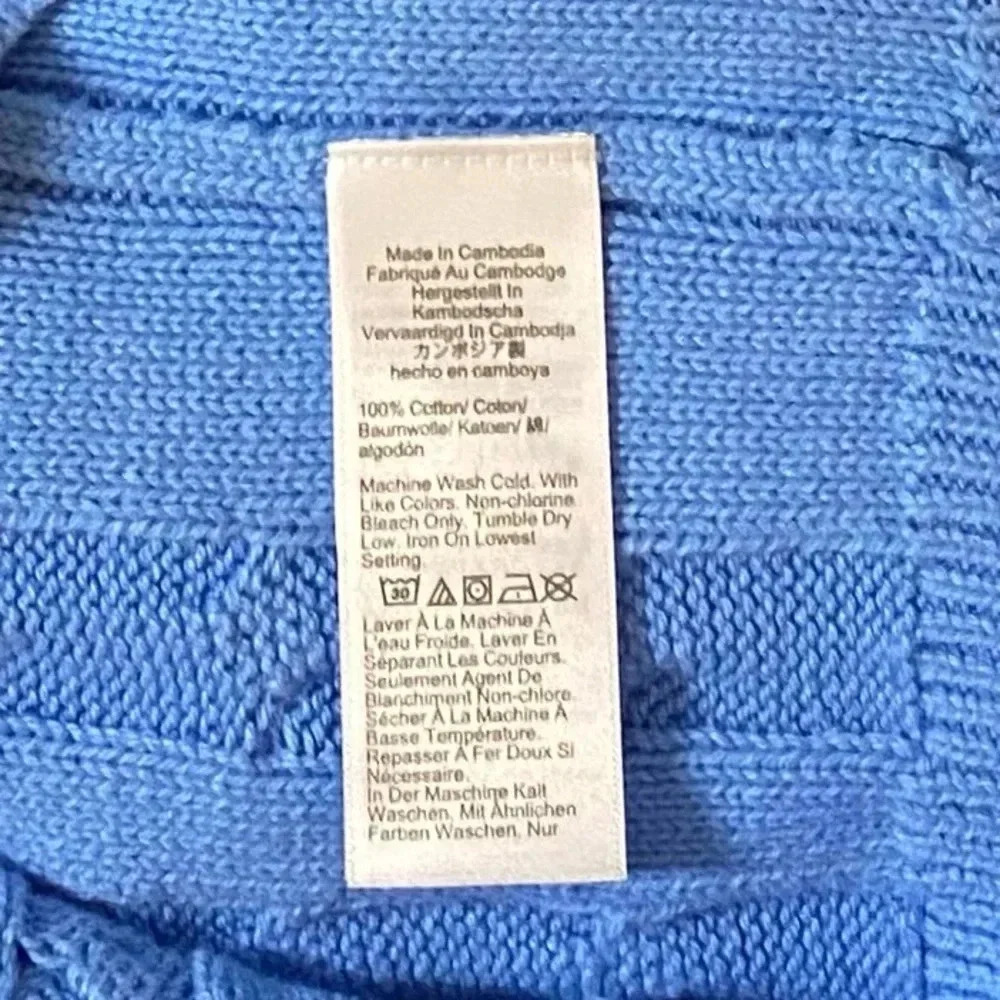 Made In Cambodia
Fabriqué Au Cambodge
Hergestellt In
Kambodscha
Vervaardigd In Cambodja
カンボジア製
hecho en camboya
100% Cotton/ Coton/
Baumwolle/ Katoen/ 綿/
algodón
Machine Wash Cold. With
Like Colors. Non-chlorine
Bleach Only. Tumble Dry
Low. Iron On Lowest
Setting.
30
Laver À La Machine À
L'eau Froide. Laver En
Séparant Les Couleurs.
Seulement Agent De
Blanchiment Non-chlore.
Sécher À La Machine À
Basse Température.
Repasser À Fer Doux Si
Nécessaire.
In Der Maschine Kalt
Waschen, Mit Ähnlichen
Farben Waschen, Nur